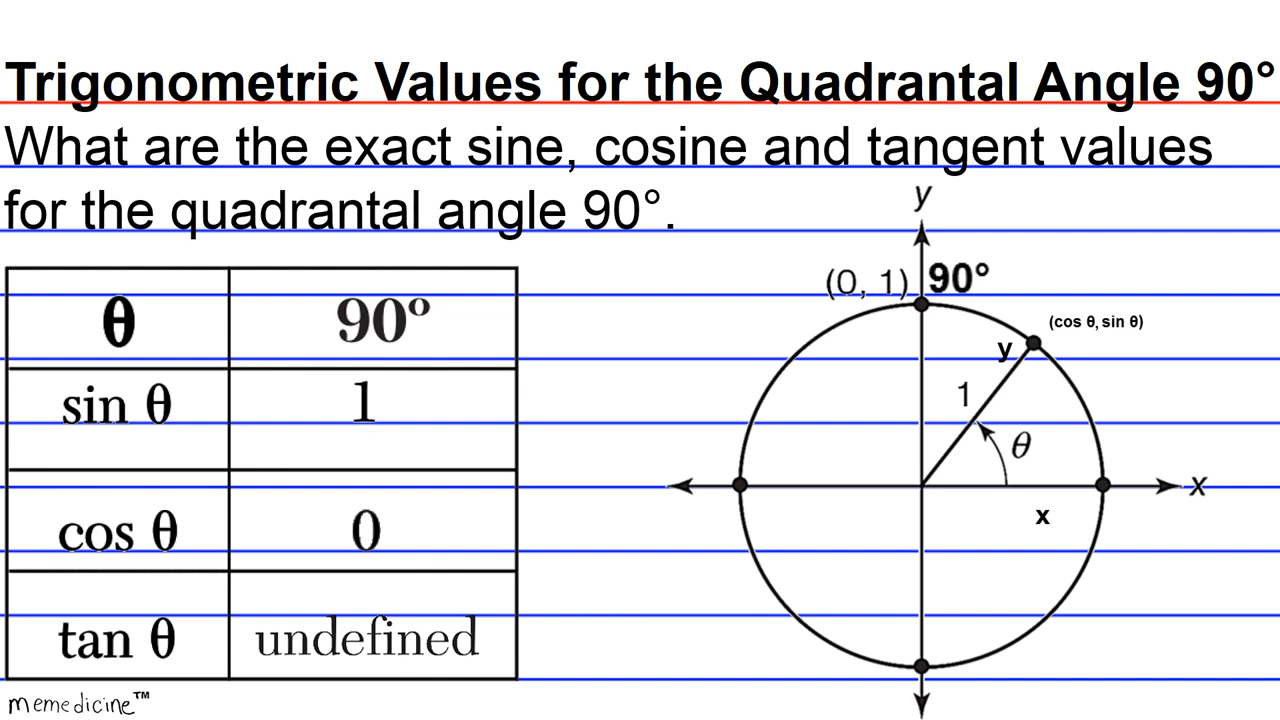 Trigonometric Values for the Quadrantal Angle 90°
What are the exact sine, cosine and tangent values
for the quadrantal angle 90°.
θ 90º
sin θ 1
cos θ 0
tan θ undefined
y
(0, 1) 90°
(cos θ, sin θ)
y
1
θ
x
x
memedicine™